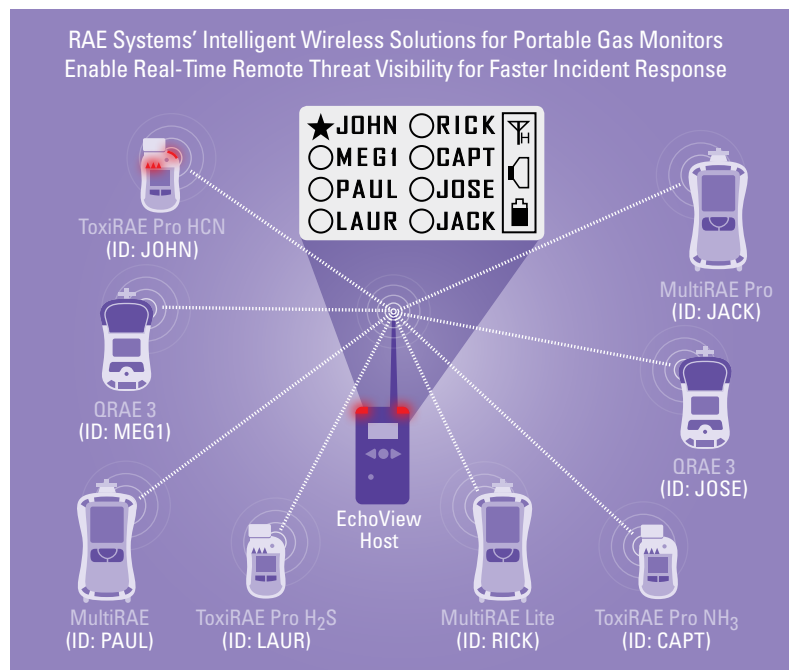 RAE Systems’ Intelligent Wireless Solutions for Portable Gas Monitors
Enable Real-Time Remote Threat Visibility for Faster Incident Response
★JOHN ◯RICK
◯MEG1 ◯CAPT
◯PAUL ◯JOSE
◯LAUR ◯JACK
H
ToxiRAE Pro HCN
(ID: JOHN)
MultiRAE Pro
(ID: JACK)
QRAE 3
(ID: MEG1)
QRAE 3
(ID: JOSE)
EchoView
Host
MultiRAE
(ID: PAUL)
ToxiRAE Pro H₂S
(ID: LAUR)
MultiRAE Lite
(ID: RICK)
ToxiRAE Pro NH₃
(ID: CAPT)